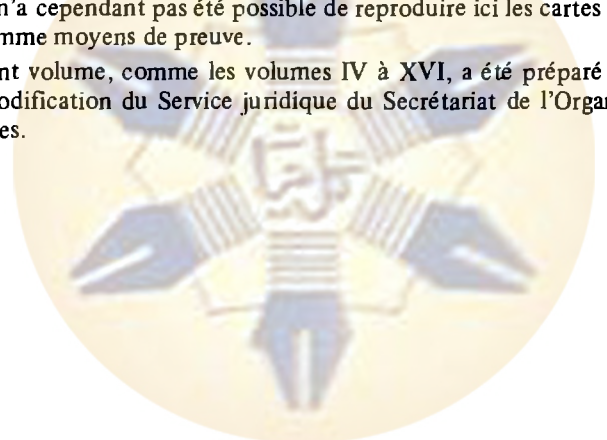 n'a cependant pas été possible de reproduire ici les cartes
mme moyens de preuve.
nt volume, comme les volumes IV à XVI, a été préparé
odification du Service juridique du Secrétariat de l'Organ
es.